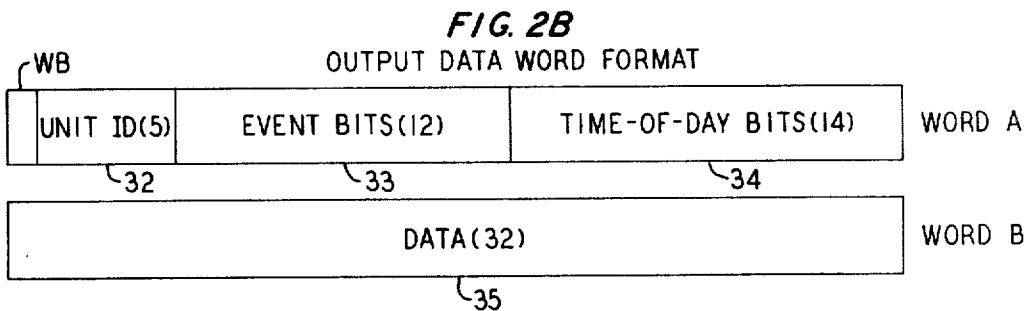 FIG. 2B
OUTPUT DATA WORD FORMAT
WB
UNIT ID(5) EVENT BITS(12) TIME-OF-DAY BITS(14) WORD A
32 33 34
DATA(32) WORD B
35